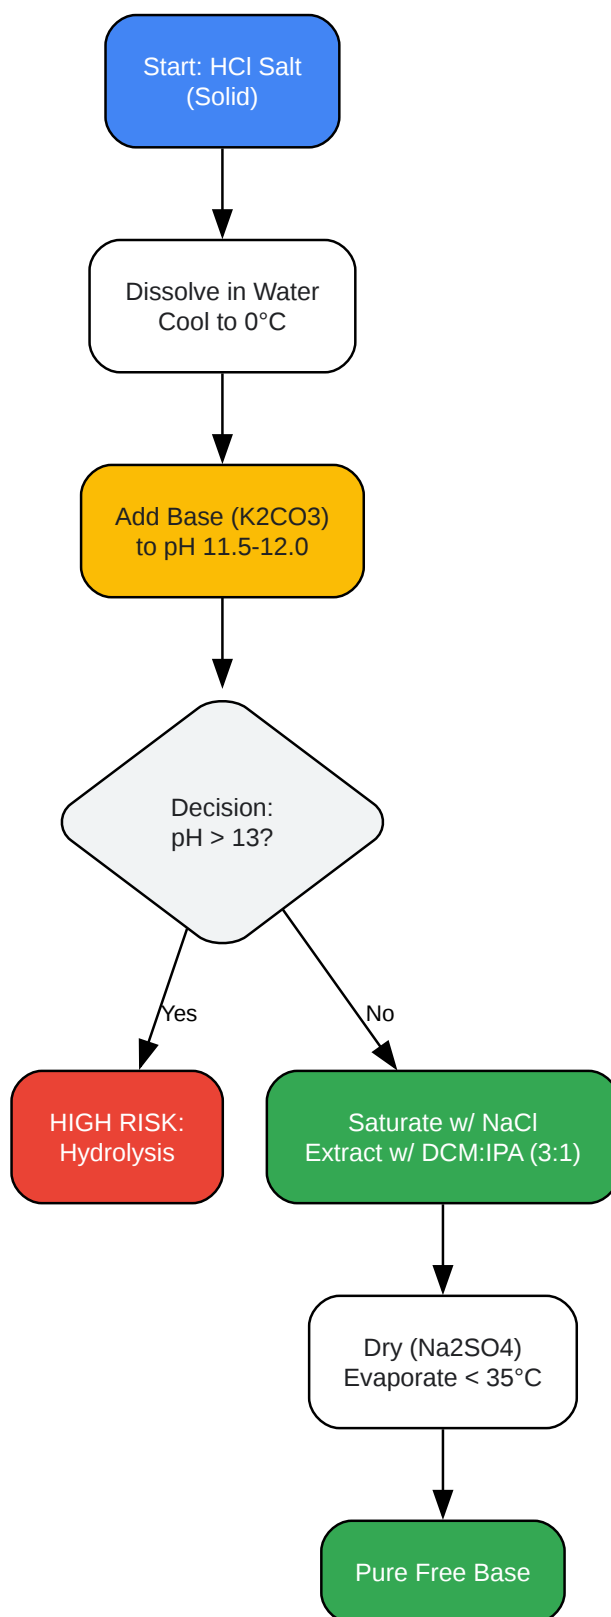 Start: HCl Salt
(Solid)
Dissolve in Water
Cool to 0°C
Add Base (K2CO3)
to pH 11.5-12.0
Decision:
pH > 13?
Yes
No
HIGH RISK:
Hydrolysis
Saturate w/ NaCl
Extract w/ DCM:IPA (3:1)
Dry (Na2SO4)
Evaporate < 35°C
Pure Free Base